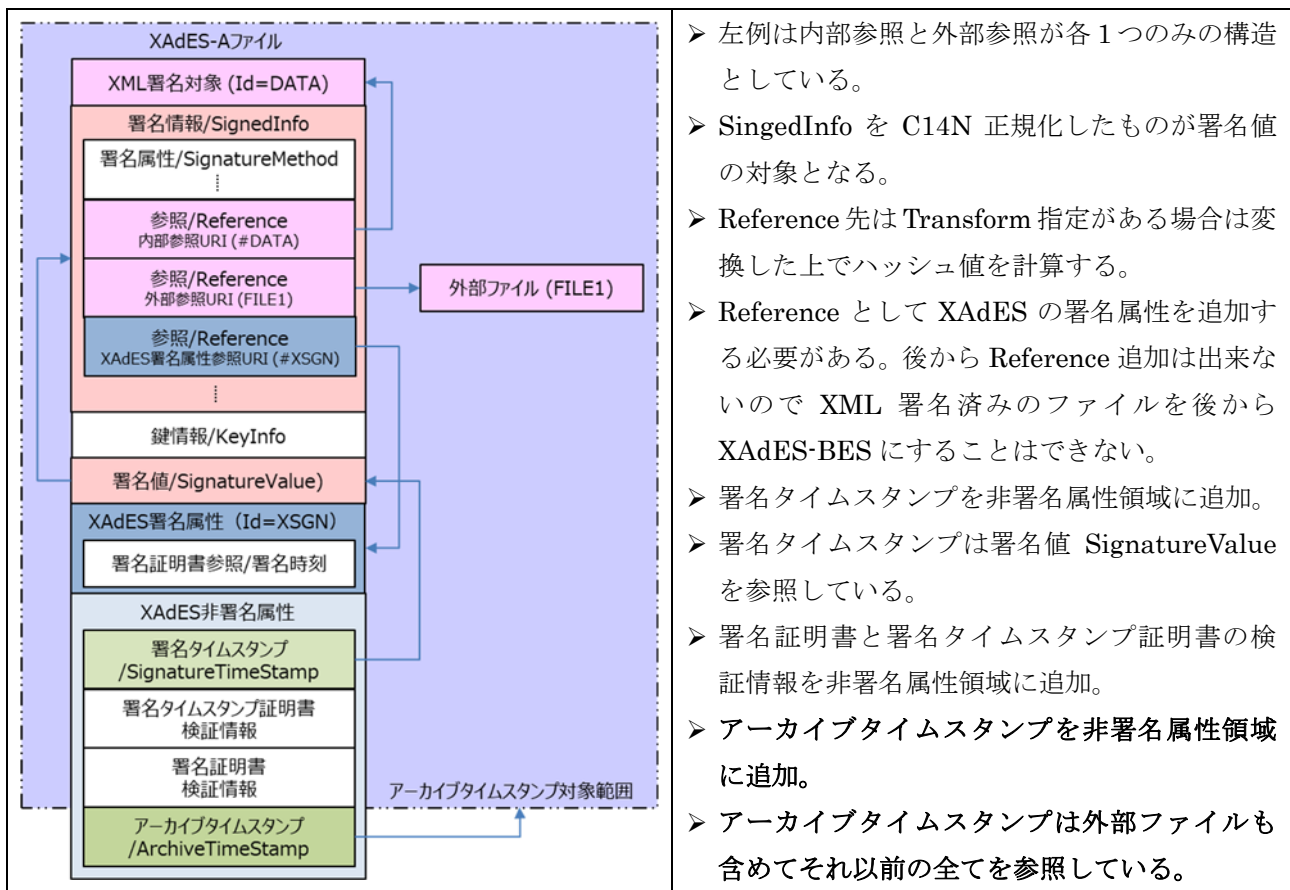 XAdES-Aファイル
XML署名対象 (Id=DATA)
署名情報/SignedInfo
署名属性/SignatureMethod
参照/Reference
内部参照URI (#DATA)
参照/Reference
外部参照URI (FILE1)
参照/Reference
XAdES署名属性参照URI (#XSGN)
鍵情報/KeyInfo
署名値/SignatureValue)
XAdES署名属性（Id=XSGN）
署名証明書参照/署名時刻
XAdES非署名属性
署名タイムスタンプ
/SignatureTimeStamp
署名タイムスタンプ証明書
検証情報
署名証明書
検証情報
アーカイブタイムスタンプ
/ArchiveTimeStamp
外部ファイル (FILE1)
アーカイブタイムスタンプ対象範囲
➢ 左例は内部参照と外部参照が各１つのみの構造
としている。
➢ SingedInfo を C14N 正規化したものが署名値
の対象となる。
➢ Reference 先は Transform 指定がある場合は変
換した上でハッシュ値を計算する。
➢ Reference として XAdES の署名属性を追加す
る必要がある。後から Reference 追加は出来な
いので XML 署名済みのファイルを後から
XAdES-BES にすることはできない。
➢ 署名タイムスタンプを非署名属性領域に追加。
➢ 署名タイムスタンプは署名値 SignatureValue
を参照している。
➢ 署名証明書と署名タイムスタンプ証明書の検
証情報を非署名属性領域に追加。
➢ アーカイブタイムスタンプを非署名属性領域
に追加。
➢ アーカイブタイムスタンプは外部ファイルも
含めてそれ以前の全てを参照している。